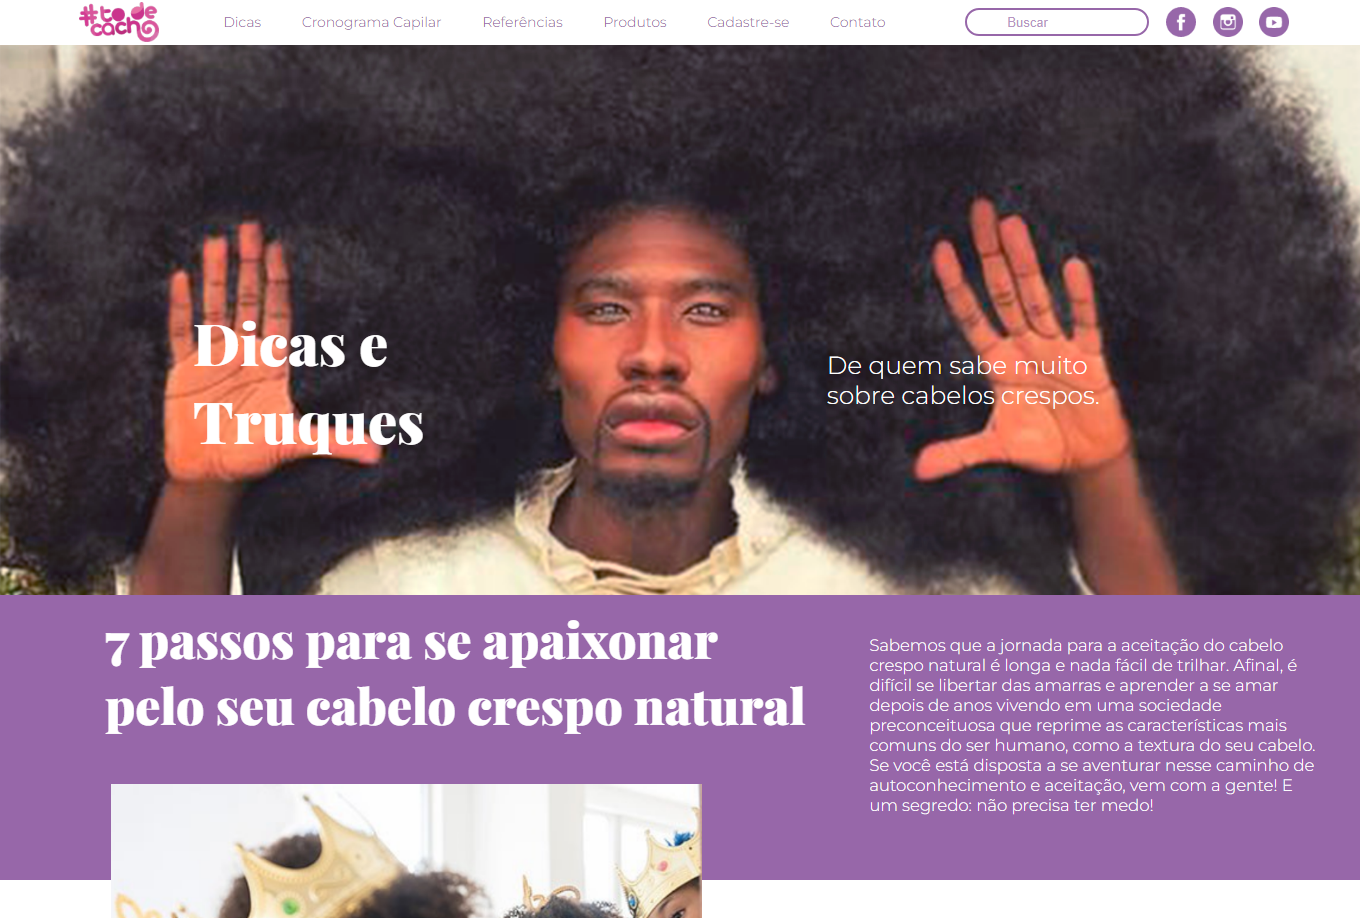 #to de
cacho
Dicas
Cronograma Capilar
Referências
Produtos
Cadastre-se
Contato
Buscar
Dicas e
Truques
De quem sabe muito
sobre cabelos crespos.
7 passos para se apaixonar
pelo seu cabelo crespo natural
Sabemos que a jornada para a aceitação do cabelo
crespo natural é longa e nada fácil de trilhar. Afinal, é
difícil se libertar das amarras e aprender a se amar
depois de anos vivendo em uma sociedade
preconceituosa que reprime as características mais
comuns do ser humano, como a textura do seu cabelo.
Se você está disposta a se aventurar nesse caminho de
autoconhecimento e aceitação, vem com a gente! E
um segredo: não precisa ter medo!